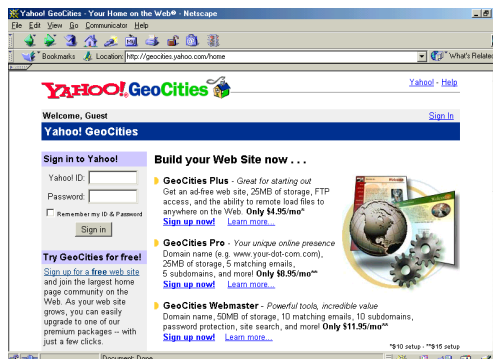 Yahoo! GeoCities - Your Home on the Web® - Netscape
File Edit View Go Communicator Help
Bookmarks Location: http://geocities.yahoo.com/home What's Relate
YAHOO! GeoCities
Yahoo! - Help
Welcome, Guest Sign In
Yahoo! GeoCities
Sign in to Yahoo!
Yahoo! ID:
Password:
Remember my ID & Password
Sign in
Try GeoCities for free!
Sign up for a free web site
and join the largest home
page community on the
Web. As your web site
grows, you can easily
upgrade to one of our
premium packages -- with
just a few clicks.
Build your Web Site now . . .
GeoCities Plus - Great for starting out
Get an ad-free web site, 25MB of storage, FTP
access, and the ability to remote load files to
anywhere on the Web. Only $4.95/mo^
Sign up now! Learn more...
GeoCities Pro - Your unique online presence
Domain name (e.g. www.your-dot-com.com),
25MB of storage, 5 matching emails,
5 subdomains, and more! Only $8.95/mo^^
Sign up now! Learn more...
GeoCities Webmaster - Powerful tools, incredible value
Domain name, 50MB of storage, 10 matching emails, 10 subdomains,
password protection, site search, and more! Only $11.95/mo^^
Sign up now! Learn more...
^$10 setup - ^^$15 setup
Document: Done